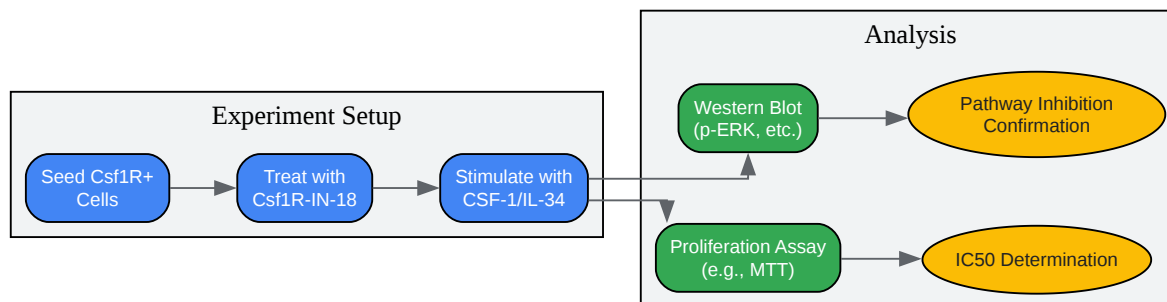 Experiment Setup
Seed Csf1R+
Cells
Treat with
Csf1R-IN-18
Stimulate with
CSF-1/IL-34
Analysis
Western Blot
(p-ERK, etc.)
Pathway Inhibition
Confirmation
Proliferation Assay
(e.g., MTT)
IC50 Determination